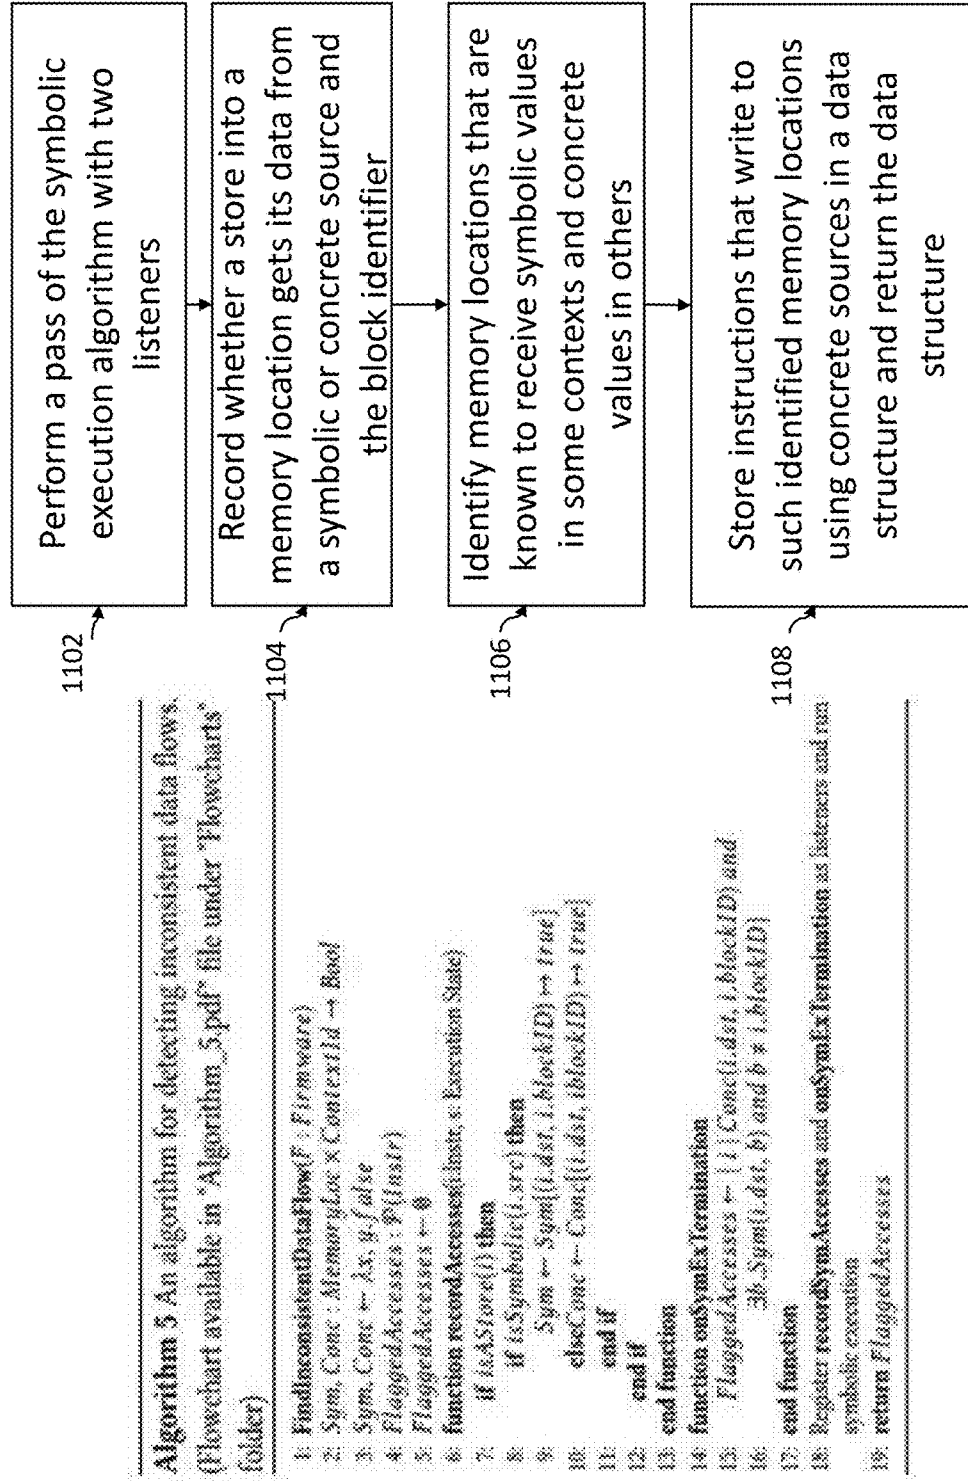 Algorithm 5 An algorithm for detecting inconsistent data flows.
(Flowchart available in "Algorithm_5.pdf" file under "Flowcharts"
folder)
1: FindInconsistentDataFlow(F : Firmware)
2: Sym, Conc : MemoryLoc × ContextId → Bool
3: Sym, Conc ← λx, y.false
4: FlaggedAccesses : 𝒫(Instr)
5: FlaggedAccesses ← ∅
6: function recordAccesses(i:Instr, s: Execution State)
7: if isAStore(i) then
8: if isSymbolic(i.src) then
9: Sym ← Sym[(i.dst, i.blockID) ↦ true]
10: elseConc ← Conc[(i.dst, iblockID) ↦ true]
11: end if
12: end if
13: end function
14: function onSymExTermination
15: FlaggedAccesses ← { i | Conc(i.dst, i.blockID) and
16: ∃b.Sym(i.dst, b) and b ≠ i.blockID}
17: end function
18: Register recordSymAccesses and onSymExTermination as listeners and run
symbolic execution
19: return FlagedAccesses
1102
Perform a pass of the symbolic
execution algorithm with two
listeners
1104
Record whether a store into a
memory location gets its data from
a symbolic or concrete source and
the block identifier
1106
Identify memory locations that are
known to receive symbolic values
in some contexts and concrete
values in others
1108
Store instructions that write to
such identified memory locations
using concrete sources in a data
structure and return the data
structure